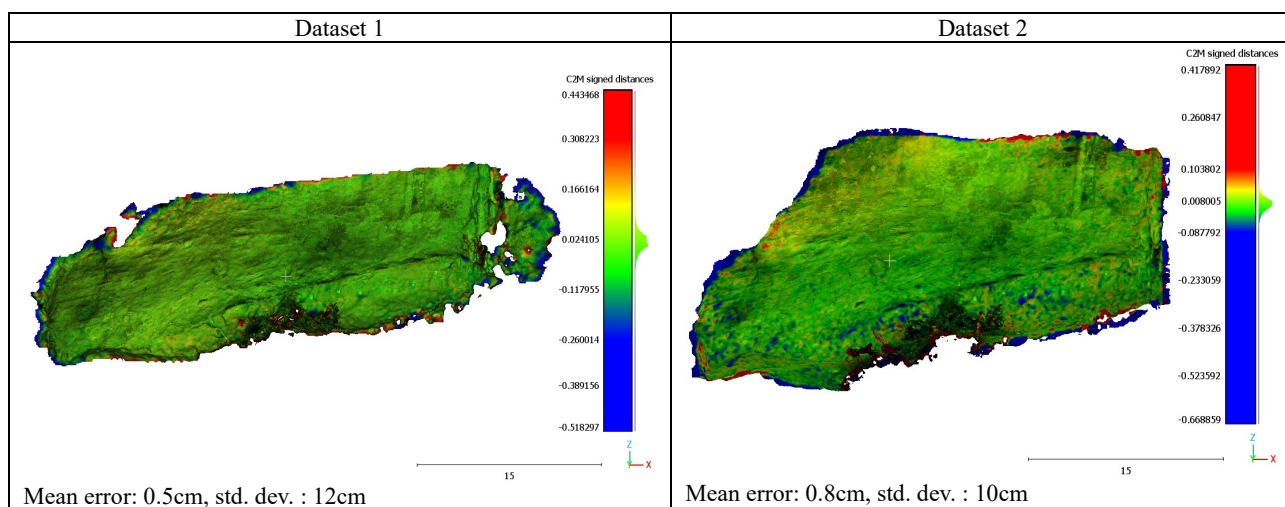 Dataset 1
Dataset 2
C2M signed distances
0.443468
0.308223
0.166164
0.024105
-0.117955
-0.260014
-0.389156
-0.518297
Z
Y
X
15
Mean error: 0.5cm, std. dev. : 12cm
C2M signed distances
0.417892
0.260847
0.103802
0.008005
-0.087792
-0.233059
-0.378326
-0.523592
-0.668859
Z
Y
X
15
Mean error: 0.8cm, std. dev. : 10cm